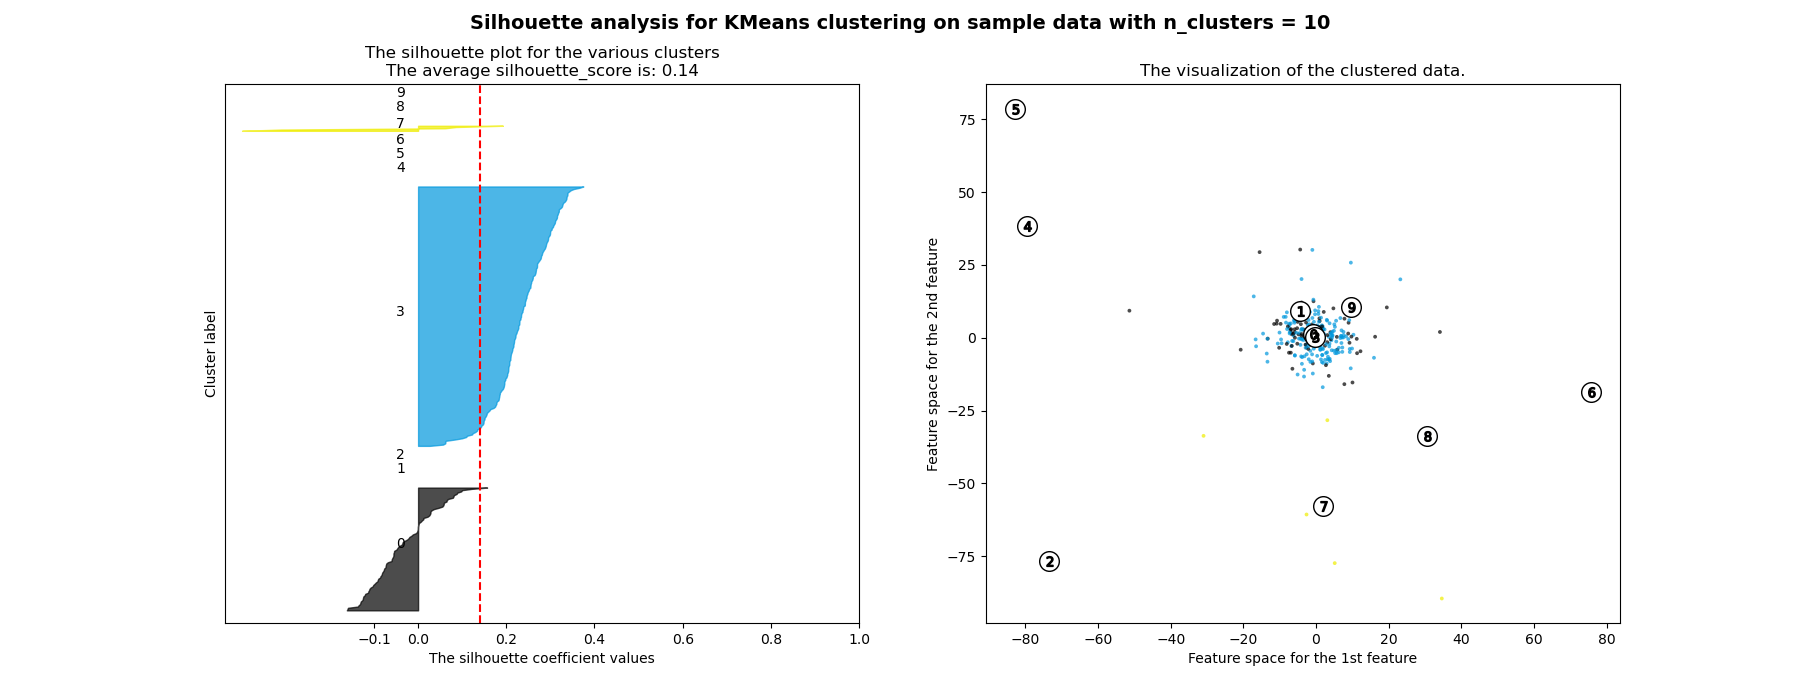 Silhouette analysis for KMeans clustering on sample data with n_clusters = 10
The silhouette plot for the various clusters
The average silhouette_score is: 0.14
9
8
7
6
5
4
3
2
1
0
Cluster label
−0.1 0.0 0.2 0.4 0.6 0.8 1.0
The silhouette coefficient values
The visualization of the clustered data.
75
50
25
0
−25
−50
−75
Feature space for the 2nd feature
5
4
1
9
6
8
7
2
−80 −60 −40 −20 0 20 40 60 80
Feature space for the 1st feature